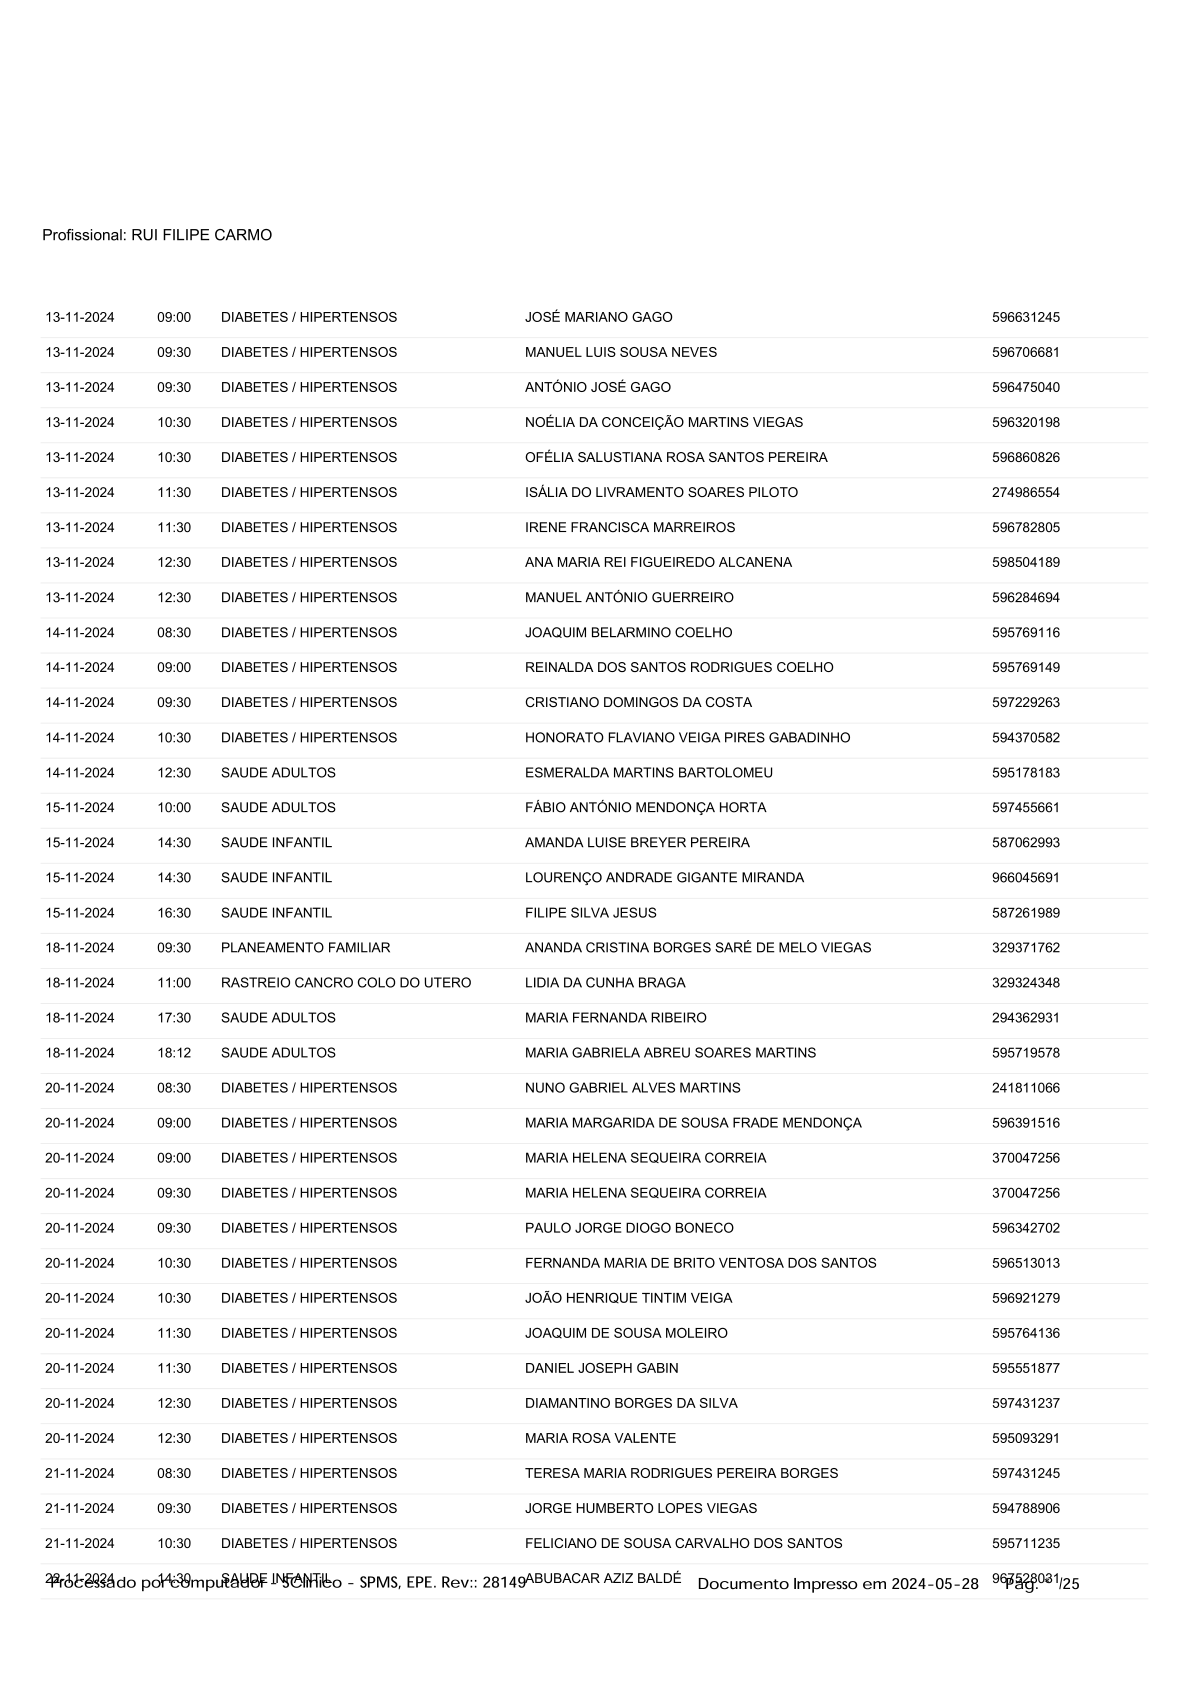 Profissional: RUI FILIPE CARMO
13-11-2024 09:00 DIABETES / HIPERTENSOS JOSÉ MARIANO GAGO 596631245
13-11-2024 09:30 DIABETES / HIPERTENSOS MANUEL LUIS SOUSA NEVES 596706681
13-11-2024 09:30 DIABETES / HIPERTENSOS ANTÓNIO JOSÉ GAGO 596475040
13-11-2024 10:30 DIABETES / HIPERTENSOS NOÉLIA DA CONCEIÇÃO MARTINS VIEGAS 596320198
13-11-2024 10:30 DIABETES / HIPERTENSOS OFÉLIA SALUSTIANA ROSA SANTOS PEREIRA 596860826
13-11-2024 11:30 DIABETES / HIPERTENSOS ISÁLIA DO LIVRAMENTO SOARES PILOTO 274986554
13-11-2024 11:30 DIABETES / HIPERTENSOS IRENE FRANCISCA MARREIROS 596782805
13-11-2024 12:30 DIABETES / HIPERTENSOS ANA MARIA REI FIGUEIREDO ALCANENA 598504189
13-11-2024 12:30 DIABETES / HIPERTENSOS MANUEL ANTÓNIO GUERREIRO 596284694
14-11-2024 08:30 DIABETES / HIPERTENSOS JOAQUIM BELARMINO COELHO 595769116
14-11-2024 09:00 DIABETES / HIPERTENSOS REINALDA DOS SANTOS RODRIGUES COELHO 595769149
14-11-2024 09:30 DIABETES / HIPERTENSOS CRISTIANO DOMINGOS DA COSTA 597229263
14-11-2024 10:30 DIABETES / HIPERTENSOS HONORATO FLAVIANO VEIGA PIRES GABADINHO 594370582
14-11-2024 12:30 SAUDE ADULTOS ESMERALDA MARTINS BARTOLOMEU 595178183
15-11-2024 10:00 SAUDE ADULTOS FÁBIO ANTÓNIO MENDONÇA HORTA 597455661
15-11-2024 14:30 SAUDE INFANTIL AMANDA LUISE BREYER PEREIRA 587062993
15-11-2024 14:30 SAUDE INFANTIL LOURENÇO ANDRADE GIGANTE MIRANDA 966045691
15-11-2024 16:30 SAUDE INFANTIL FILIPE SILVA JESUS 587261989
18-11-2024 09:30 PLANEAMENTO FAMILIAR ANANDA CRISTINA BORGES SARÉ DE MELO VIEGAS 329371762
18-11-2024 11:00 RASTREIO CANCRO COLO DO UTERO LIDIA DA CUNHA BRAGA 329324348
18-11-2024 17:30 SAUDE ADULTOS MARIA FERNANDA RIBEIRO 294362931
18-11-2024 18:12 SAUDE ADULTOS MARIA GABRIELA ABREU SOARES MARTINS 595719578
20-11-2024 08:30 DIABETES / HIPERTENSOS NUNO GABRIEL ALVES MARTINS 241811066
20-11-2024 09:00 DIABETES / HIPERTENSOS MARIA MARGARIDA DE SOUSA FRADE MENDONÇA 596391516
20-11-2024 09:00 DIABETES / HIPERTENSOS MARIA HELENA SEQUEIRA CORREIA 370047256
20-11-2024 09:30 DIABETES / HIPERTENSOS MARIA HELENA SEQUEIRA CORREIA 370047256
20-11-2024 09:30 DIABETES / HIPERTENSOS PAULO JORGE DIOGO BONECO 596342702
20-11-2024 10:30 DIABETES / HIPERTENSOS FERNANDA MARIA DE BRITO VENTOSA DOS SANTOS 596513013
20-11-2024 10:30 DIABETES / HIPERTENSOS JOÃO HENRIQUE TINTIM VEIGA 596921279
20-11-2024 11:30 DIABETES / HIPERTENSOS JOAQUIM DE SOUSA MOLEIRO 595764136
20-11-2024 11:30 DIABETES / HIPERTENSOS DANIEL JOSEPH GABIN 595551877
20-11-2024 12:30 DIABETES / HIPERTENSOS DIAMANTINO BORGES DA SILVA 597431237
20-11-2024 12:30 DIABETES / HIPERTENSOS MARIA ROSA VALENTE 595093291
21-11-2024 08:30 DIABETES / HIPERTENSOS TERESA MARIA RODRIGUES PEREIRA BORGES 597431245
21-11-2024 09:30 DIABETES / HIPERTENSOS JORGE HUMBERTO LOPES VIEGAS 594788906
21-11-2024 10:30 DIABETES / HIPERTENSOS FELICIANO DE SOUSA CARVALHO DOS SANTOS 595711235
22-11-2024 14:30 SAUDE INFANTIL ABUBACAR AZIZ BALDÉ 967528031
Processado por computador - SClínico - SPMS, EPE. Rev:: 28149 Documento Impresso em 2024-05-28 Pág. /25